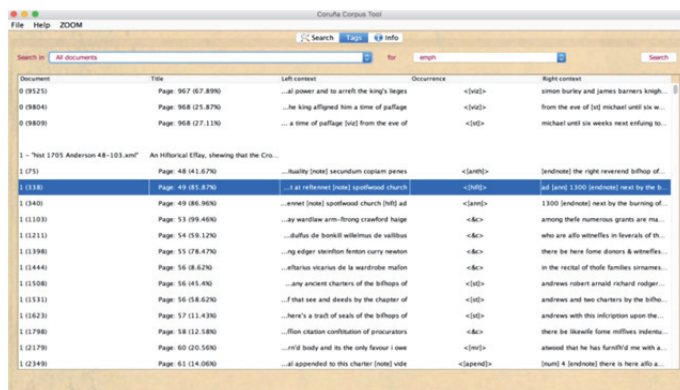 Coruña Corpus Tool
File Help ZOOM
Search Tags Info
Search in All documents for emph Search
Document Title Left context Occurrence Right context
0 (9525) Page: 967 (67.89%) ...al power and to arreft the king's lieges <[viz]> simon burley and james barners knigh...
0 (9804) Page: 968 (25.87%) ...he king affigned him a time of paffage <[viz]> from the eve of [st] michael until six w...
0 (9809) Page: 968 (27.11%) ... a time of paffage [viz] from the eve of <[st]> michael until six weeks next enfuing to...
1 - "hist 1705 Anderson 48-103.xml" An Hiftorical Effay, shewing that the Cro...
1 (75) Page: 48 (41.67%) ...ituality [note] secundum copiam penes <[anth]> [endnote] the right reverend bifhop of...
1 (338) Page: 49 (85.87%) ...t at reftennet [note] spotfwood church <[hift]> ad [ann] 1300 [endnote] next by the b...
1 (340) Page: 49 (86.96%) ...ennet [note] spotfwood church [hift] ad <[ann]> 1300 [endnote] next by the burning of...
1 (1103) Page: 53 (99.46%) ...ay wardlaw arm-ftrong crawford haige <&c> among thefe numerous grants are ma...
1 (1211) Page: 54 (59.12%) ...dulfus de bonkill willelmus de vallibus <&c> who are alfo witneffes in feverals of th...
1 (1398) Page: 55 (78.47%) ...ng edger steinfton fenton curry newton <&c> there be here fome donors & witneffes...
1 (1444) Page: 56 (8.62%) ...eftarius vicarius de la wardrobe mafon <&c> in the recital of thofe families sirnames...
1 (1508) Page: 56 (45.4%) ...any ancient charters of the bifhops of <[st]> andrews robert arnald richard rodger...
1 (1531) Page: 56 (58.62%) ...f that see and deeds by the chapter of <[st]> andrews and two charters by the bifho...
1 (1623) Page: 57 (11.43%) ...here's a tract of seals of the bifhops of <[st]> andrews with this infcription upon the...
1 (1798) Page: 58 (12.58%) ...ffion citation conftitution of procurators <&c> there be likewife fome miffives indentu...
1 (2179) Page: 60 (20.56%) ...m'd body and its the only favour i owe <[mr]> atwood that he has furnifh'd me with a...
1 (2349) Page: 61 (14.06%) ...al appended to this charter [note] vide <[apend]> [num] 4 [endnote] there is here alfo a...